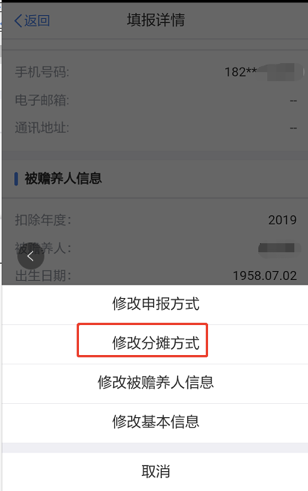 返回 填报详情
手机号码: 182**
电子邮箱: --
通讯地址: --
被赡养人信息
扣除年度: 2019
被赡养人:
出生日期: 1958.07.02
修改申报方式
修改分摊方式
修改被赡养人信息
修改基本信息
取消